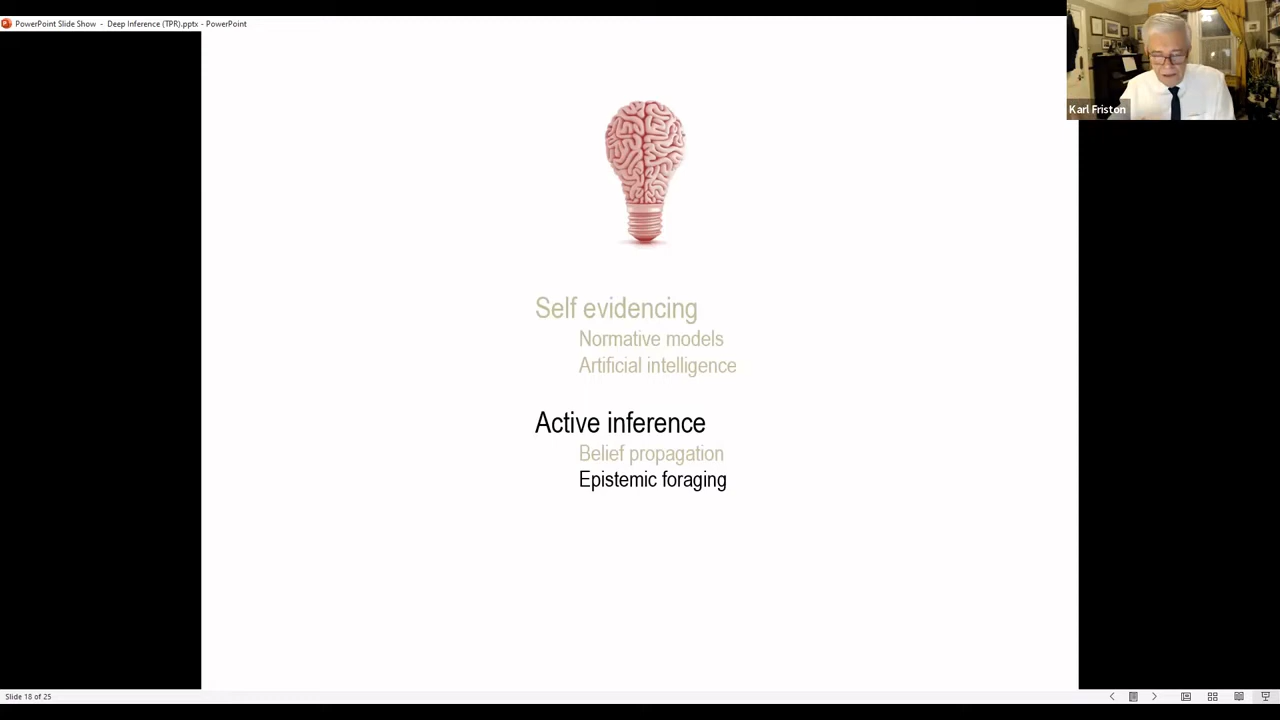 PowerPoint Slide Show - Deep Inference (TPR).pptx - PowerPoint
Karl Friston
Self evidencing
Normative models
Artificial intelligence
Active inference
Belief propagation
Epistemic foraging
Slide 18 of 25